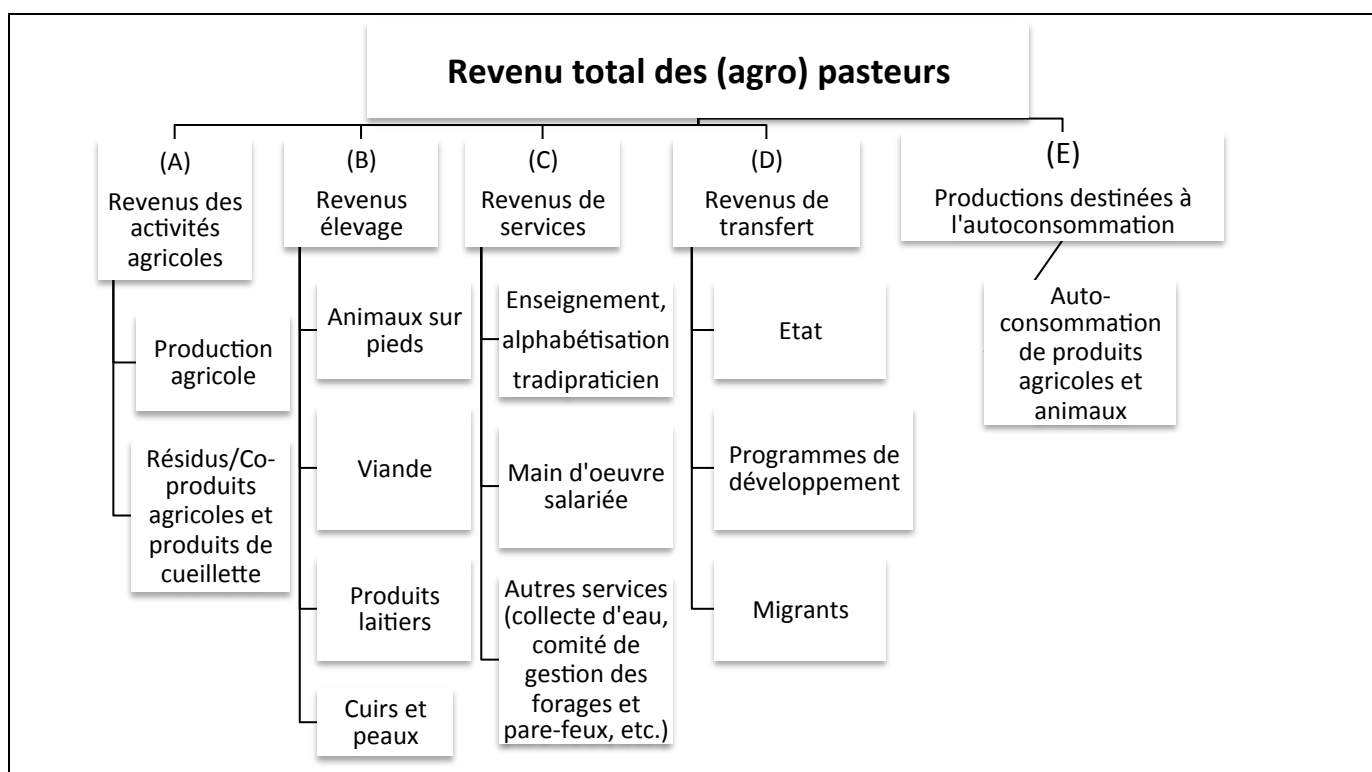 Revenu total des (agro) pasteurs
(A)
Revenus des
activités
agricoles
Production
agricole
Résidus/Co-
produits
agricoles et
produits de
cueillette
(B)
Revenus
élevage
Animaux sur
pieds
Viande
Produits
laitiers
Cuirs et
peaux
(C)
Revenus de
services
Enseignement,
alphabétisation
tradipraticien
Main d'oeuvre
salariée
Autres services
(collecte d'eau,
comité de
gestion des
forages et
pare-feux, etc.)
(D)
Revenus de
transfert
Etat
Programmes de
développement
Migrants
(E)
Productions destinées à
l'autoconsommation
Auto-
consommation
de produits
agricoles et
animaux